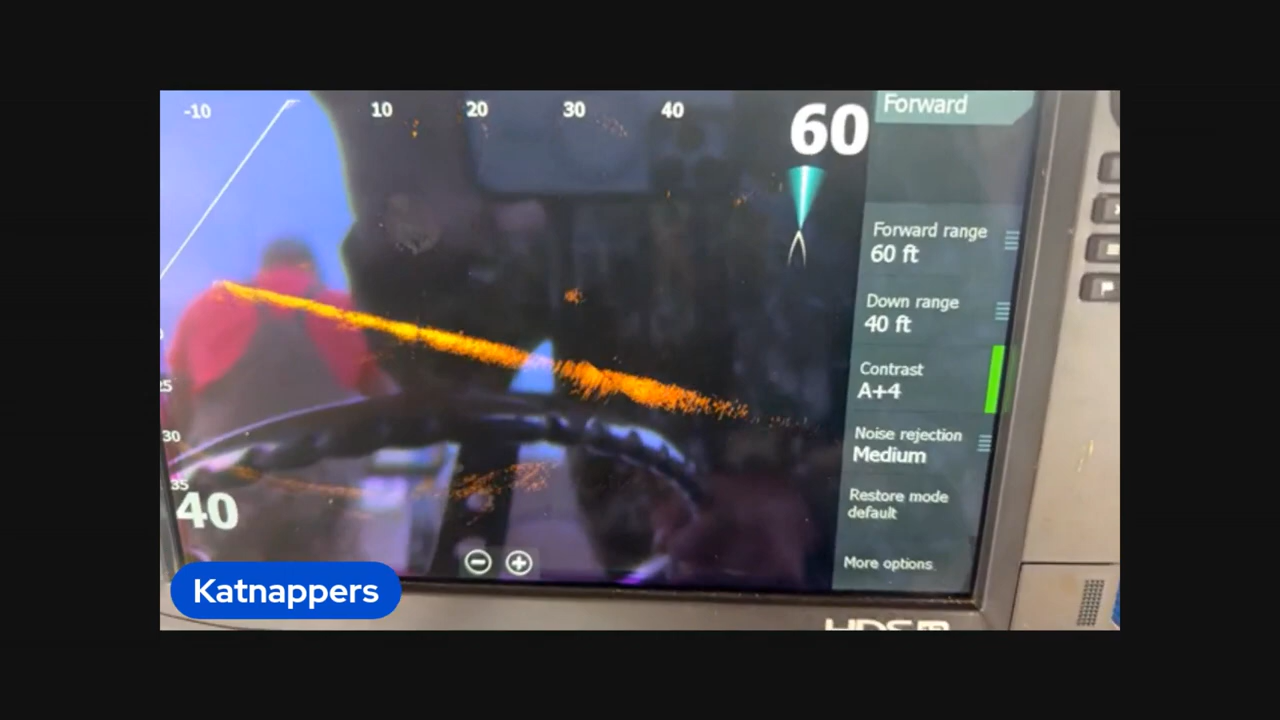 -10 10 20 30 40
60
Forward
Forward range
60 ft
Down range
40 ft
Contrast
A+4
Noise rejection
Medium
Restore mode
default
More options
30
35
40
Katnappers